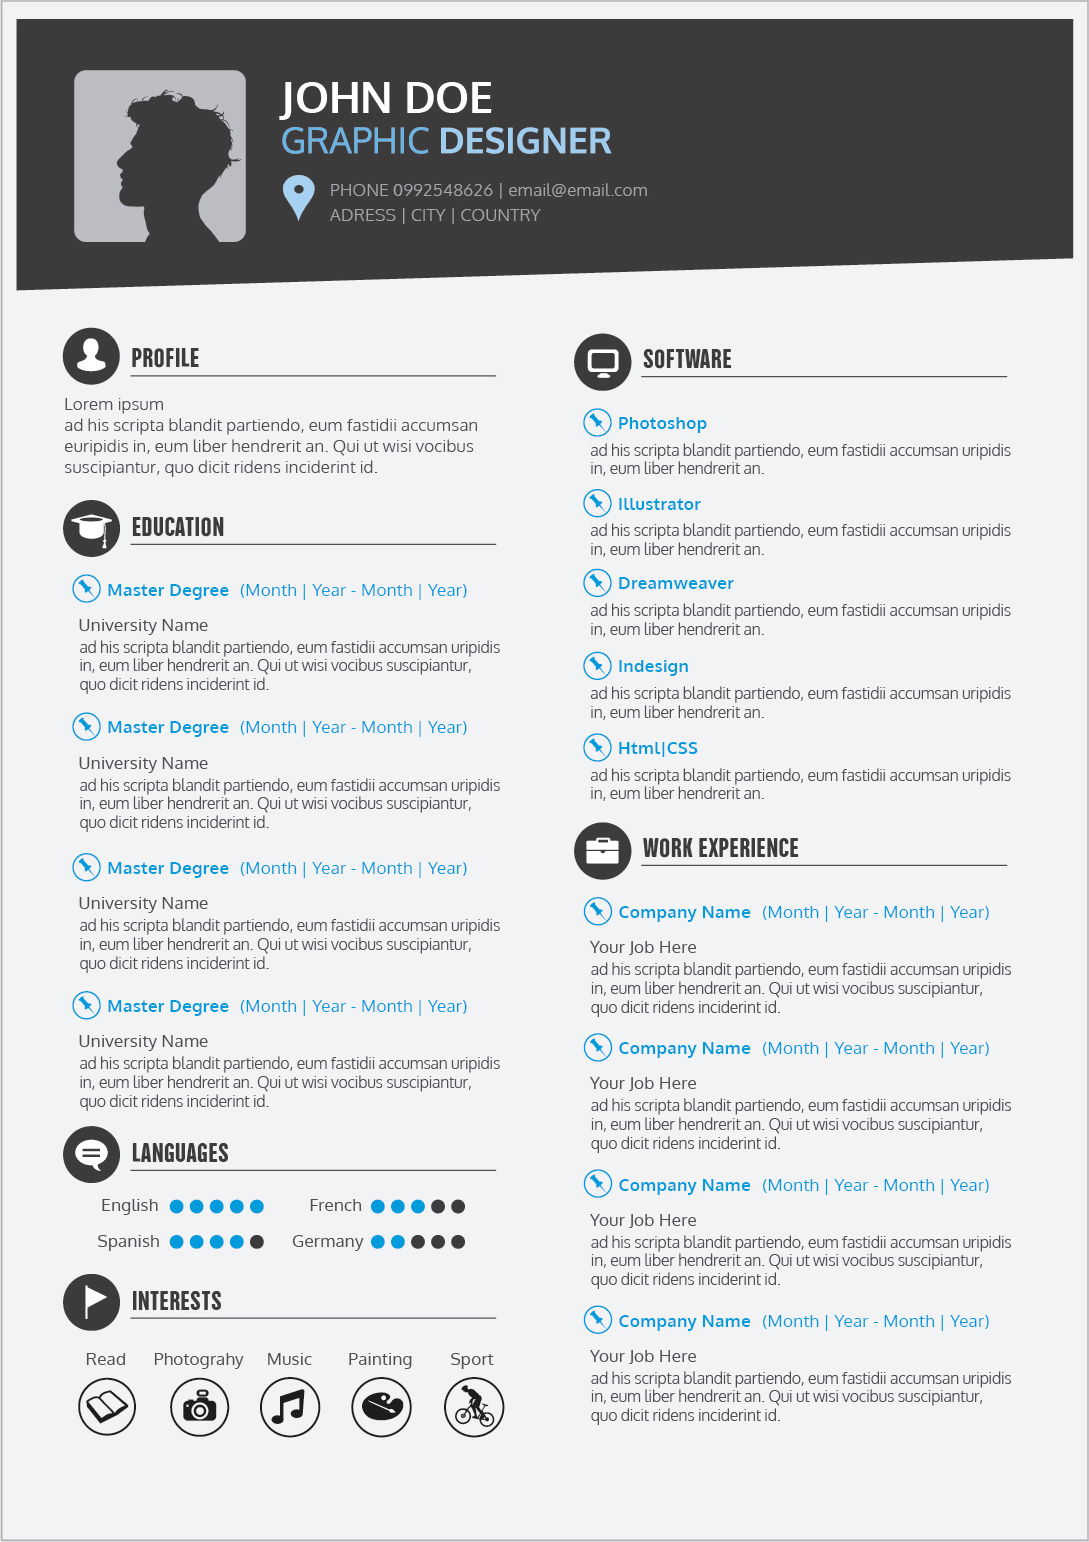 JOHN DOE
GRAPHIC DESIGNER
PHONE 0992548626 | email@email.com
ADRESS | CITY | COUNTRY
PROFILE
Lorem ipsum
ad his scripta blandit partiendo, eum fastidii accumsan
euripidis in, eum liber hendrerit an. Qui ut wisi vocibus
suscipiantur, quo dicit ridens inciderint id.
EDUCATION
Master Degree (Month | Year - Month | Year)
University Name
ad his scripta blandit partiendo, eum fastidii accumsan uripidis
in, eum liber hendrerit an. Qui ut wisi vocibus suscipiantur,
quo dicit ridens inciderint id.
Master Degree (Month | Year - Month | Year)
University Name
ad his scripta blandit partiendo, eum fastidii accumsan uripidis
in, eum liber hendrerit an. Qui ut wisi vocibus suscipiantur,
quo dicit ridens inciderint id.
Master Degree (Month | Year - Month | Year)
University Name
ad his scripta blandit partiendo, eum fastidii accumsan uripidis
in, eum liber hendrerit an. Qui ut wisi vocibus suscipiantur,
quo dicit ridens inciderint id.
Master Degree (Month | Year - Month | Year)
University Name
ad his scripta blandit partiendo, eum fastidii accumsan uripidis
in, eum liber hendrerit an. Qui ut wisi vocibus suscipiantur,
quo dicit ridens inciderint id.
LANGUAGES
English French
Spanish Germany
INTERESTS
Read Photograhy Music Painting Sport
SOFTWARE
Photoshop
ad his scripta blandit partiendo, eum fastidii accumsan uripidis
in, eum liber hendrerit an.
Illustrator
ad his scripta blandit partiendo, eum fastidii accumsan uripidis
in, eum liber hendrerit an.
Dreamweaver
ad his scripta blandit partiendo, eum fastidii accumsan uripidis
in, eum liber hendrerit an.
Indesign
ad his scripta blandit partiendo, eum fastidii accumsan uripidis
in, eum liber hendrerit an.
Html|CSS
ad his scripta blandit partiendo, eum fastidii accumsan uripidis
in, eum liber hendrerit an.
WORK EXPERIENCE
Company Name (Month | Year - Month | Year)
Your Job Here
ad his scripta blandit partiendo, eum fastidii accumsan uripidis
in, eum liber hendrerit an. Qui ut wisi vocibus suscipiantur,
quo dicit ridens inciderint id.
Company Name (Month | Year - Month | Year)
Your Job Here
ad his scripta blandit partiendo, eum fastidii accumsan uripidis
in, eum liber hendrerit an. Qui ut wisi vocibus suscipiantur,
quo dicit ridens inciderint id.
Company Name (Month | Year - Month | Year)
Your Job Here
ad his scripta blandit partiendo, eum fastidii accumsan uripidis
in, eum liber hendrerit an. Qui ut wisi vocibus suscipiantur,
quo dicit ridens inciderint id.
Company Name (Month | Year - Month | Year)
Your Job Here
ad his scripta blandit partiendo, eum fastidii accumsan uripidis
in, eum liber hendrerit an. Qui ut wisi vocibus suscipiantur,
quo dicit ridens inciderint id.